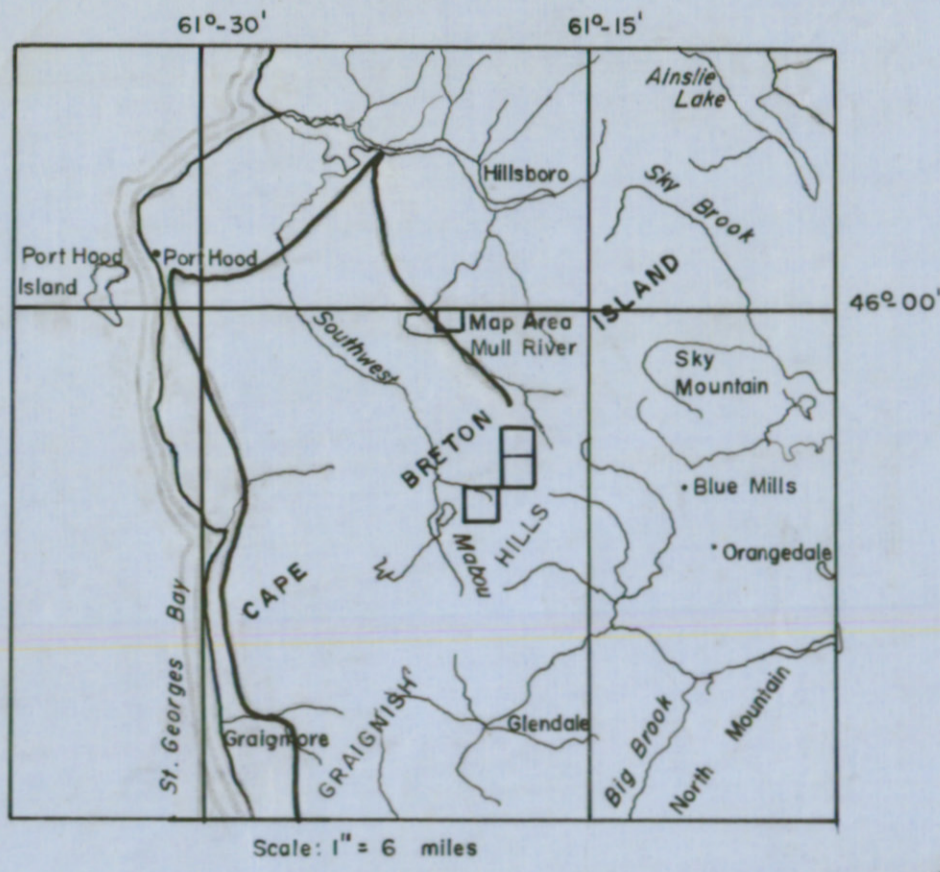 61°-30'
61°-15'
Ainslie
Lake
Hillsboro
Sky Brook
Port Hood
Island
Port Hood
ISLAND
46° 00'
Map Area
Mull River
Southwest
Sky
Mountain
BRETON
Blue Mills
HILLS
Mabou
Orangedale
CAPE
St. Georges Bay
GRAIGNISH
Glendale
Graigmore
Big Brook
North Mountain
Scale: 1" = 6 miles